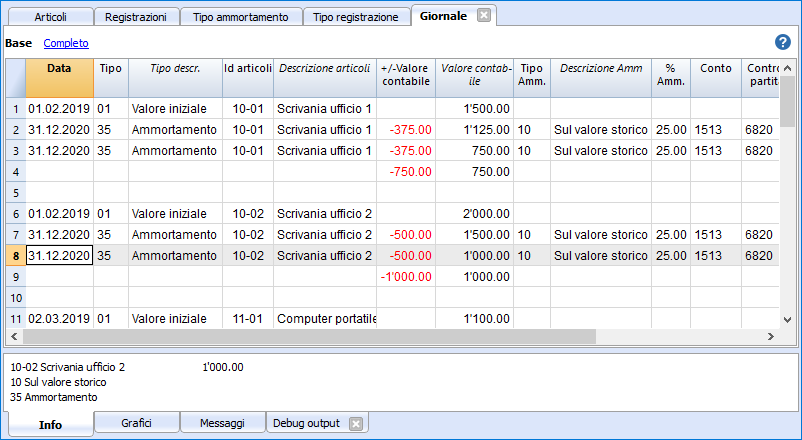 Articoli Registrazioni Tipo ammortamento Tipo registrazione Giornale
Base Completo ?
Data Tipo Tipo descr. Id articoli Descrizione articoli +/-Valore Valore contab- Tipo Descrizione Amm % Conto Contro
contabile ile Amm. Amm. partita
1 01.02.2019 01 Valore iniziale 10-01 Scrivania ufficio 1 1'500.00
2 31.12.2020 35 Ammortamento 10-01 Scrivania ufficio 1 -375.00 1'125.00 10 Sul valore storico 25.00 1513 6820
3 31.12.2020 35 Ammortamento 10-01 Scrivania ufficio 1 -375.00 750.00 10 Sul valore storico 25.00 1513 6820
4 -750.00 750.00
5
6 01.02.2019 01 Valore iniziale 10-02 Scrivania ufficio 2 2'000.00
7 31.12.2020 35 Ammortamento 10-02 Scrivania ufficio 2 -500.00 1'500.00 10 Sul valore storico 25.00 1513 6820
8 31.12.2020 35 Ammortamento 10-02 Scrivania ufficio 2 -500.00 1'000.00 10 Sul valore storico 25.00 1513 6820
9 -1'000.00 1'000.00
10
11 02.03.2019 01 Valore iniziale 11-01 Computer portatile 1'100.00
10-02 Scrivania ufficio 2 1'000.00
10 Sul valore storico
35 Ammortamento
Info Grafici Messaggi Debug output